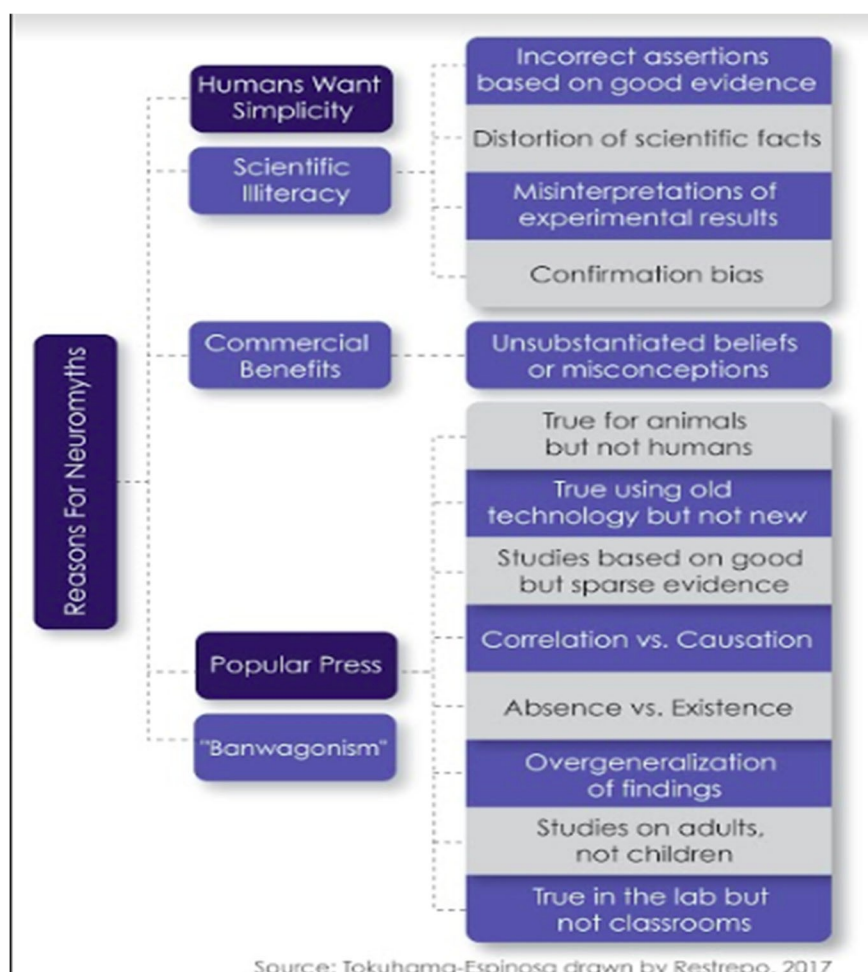 Reasons For Neuromyths
Humans Want
Simplicity
Scientific
Illiteracy
Incorrect assertions
based on good evidence
Distortion of scientific facts
Misinterpretations of
experimental results
Confirmation bias
Commercial
Benefits
Unsubstantiated beliefs
or misconceptions
Popular Press
"Banwagonism"
True for animals
but not humans
True using old
technology but not new
Studies based on good
but sparse evidence
Correlation vs. Causation
Absence vs. Existence
Overgeneralization
of findings
Studies on adults,
not children
True in the lab but
not classrooms
Source: Tokuhama-Espinosa drawn by Restrepo, 2017